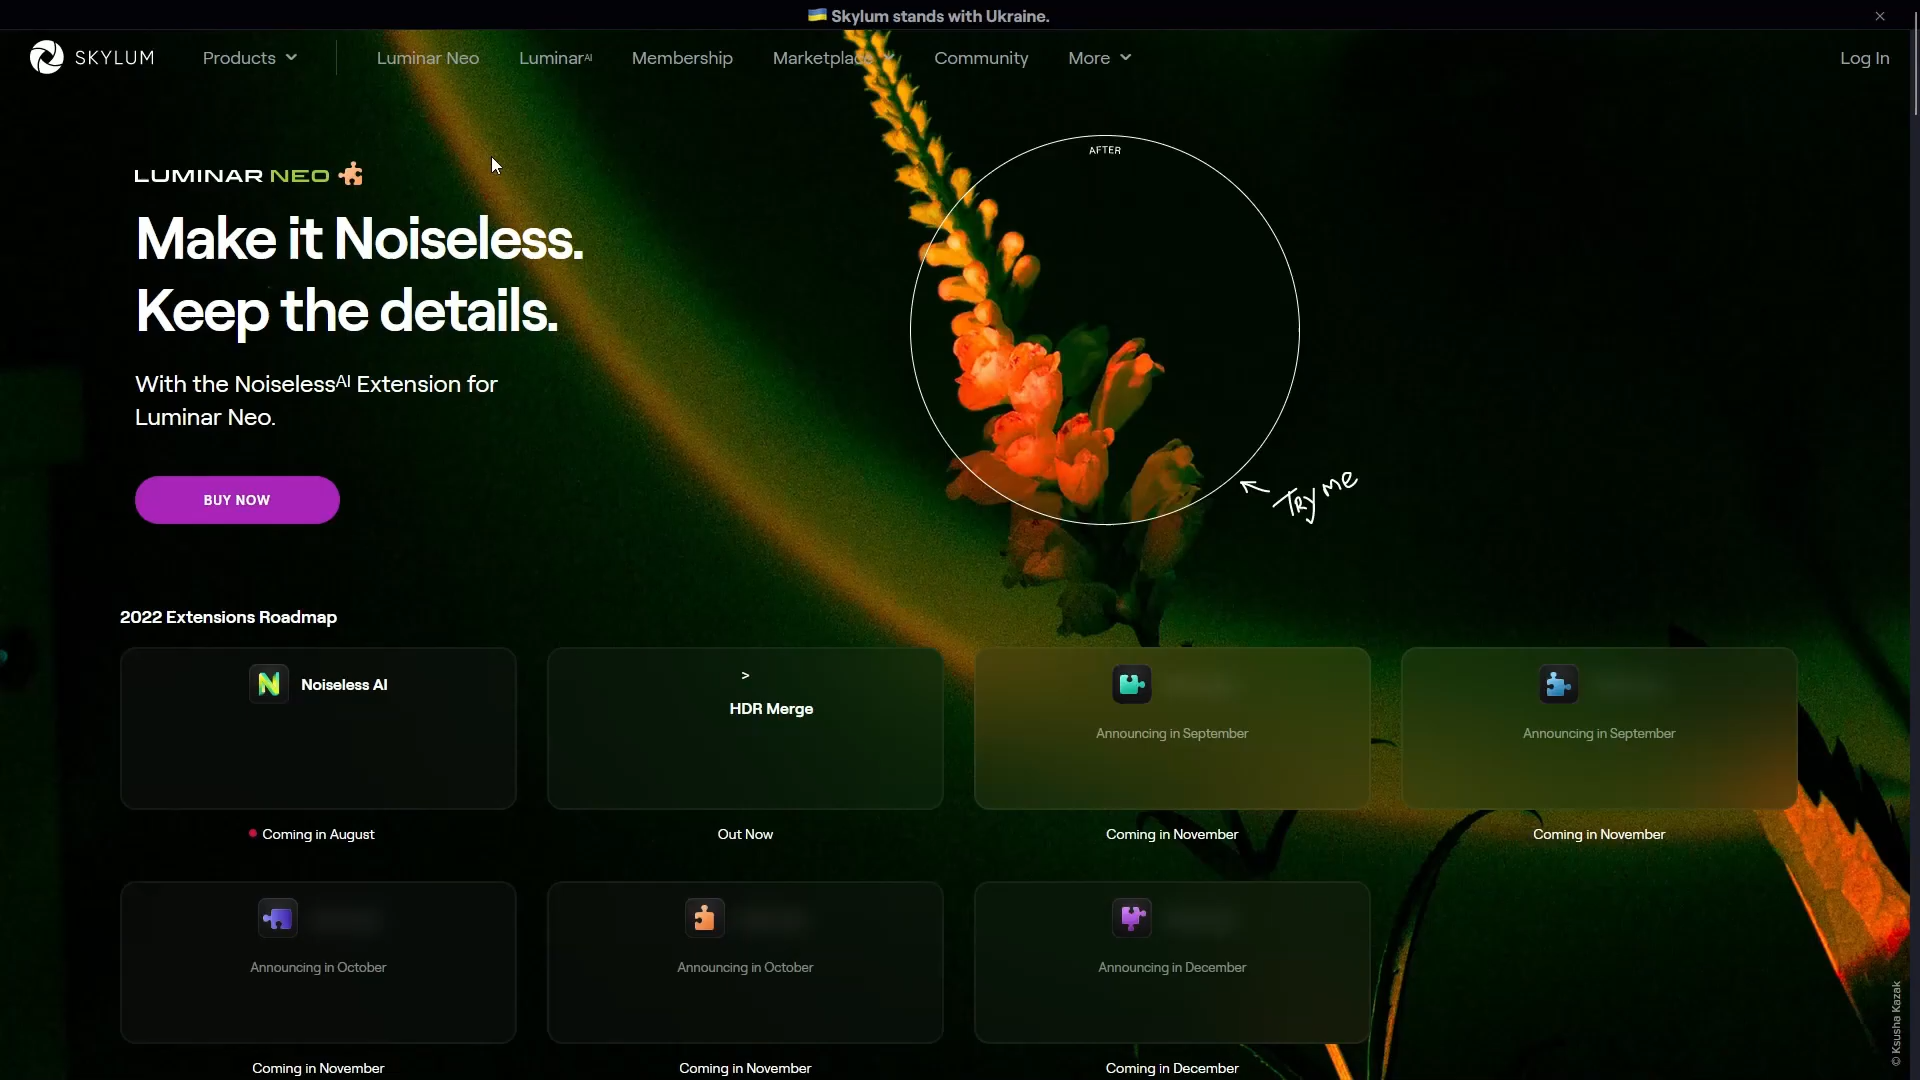 🇺🇦 Skylum stands with Ukraine.
SKYLUM
Products
Luminar Neo
LuminarAI
Membership
Marketplace
Community
More
Log In
LUMINAR NEO
Make it Noiseless.
Keep the details.
With the NoiselessAI Extension for
Luminar Neo.
BUY NOW
AFTER
TRY ME
2022 Extensions Roadmap
Noiseless AI
Coming in August
>
HDR Merge
Out Now
Announcing in September
Coming in November
Announcing in September
Coming in November
Announcing in October
Coming in November
Announcing in October
Coming in November
Announcing in December
Coming in December
© Ksusha Kazak